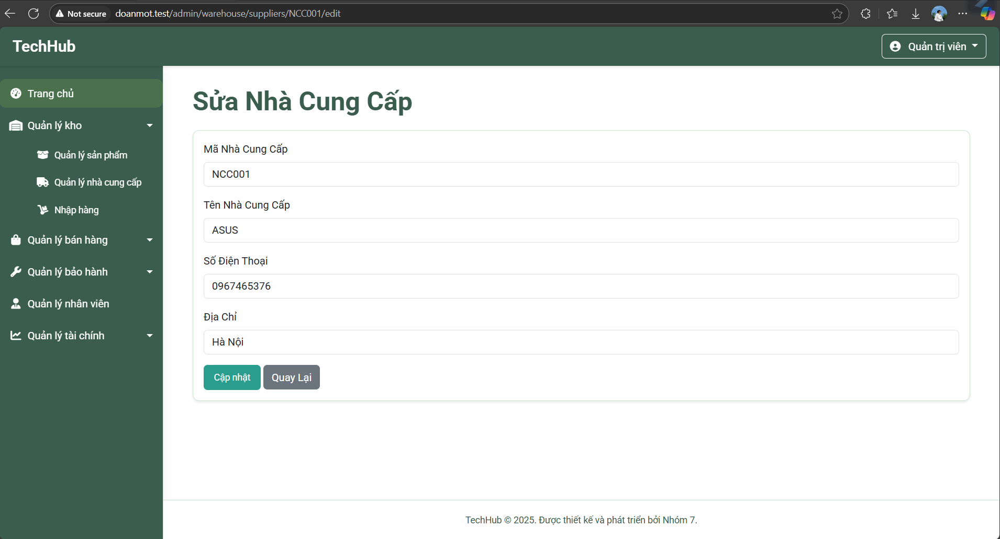 Not secure doanmot.test/admin/warehouse/suppliers/NCC001/edit
TechHub
Quản trị viên
Trang chủ
Quản lý kho
Quản lý sản phẩm
Quản lý nhà cung cấp
Nhập hàng
Quản lý bán hàng
Quản lý bảo hành
Quản lý nhân viên
Quản lý tài chính
Sửa Nhà Cung Cấp
Mã Nhà Cung Cấp
NCC001
Tên Nhà Cung Cấp
ASUS
Số Điện Thoại
0967465376
Địa Chỉ
Hà Nội
Cập nhật Quay Lại
TechHub © 2025. Được thiết kế và phát triển bởi Nhóm 7.